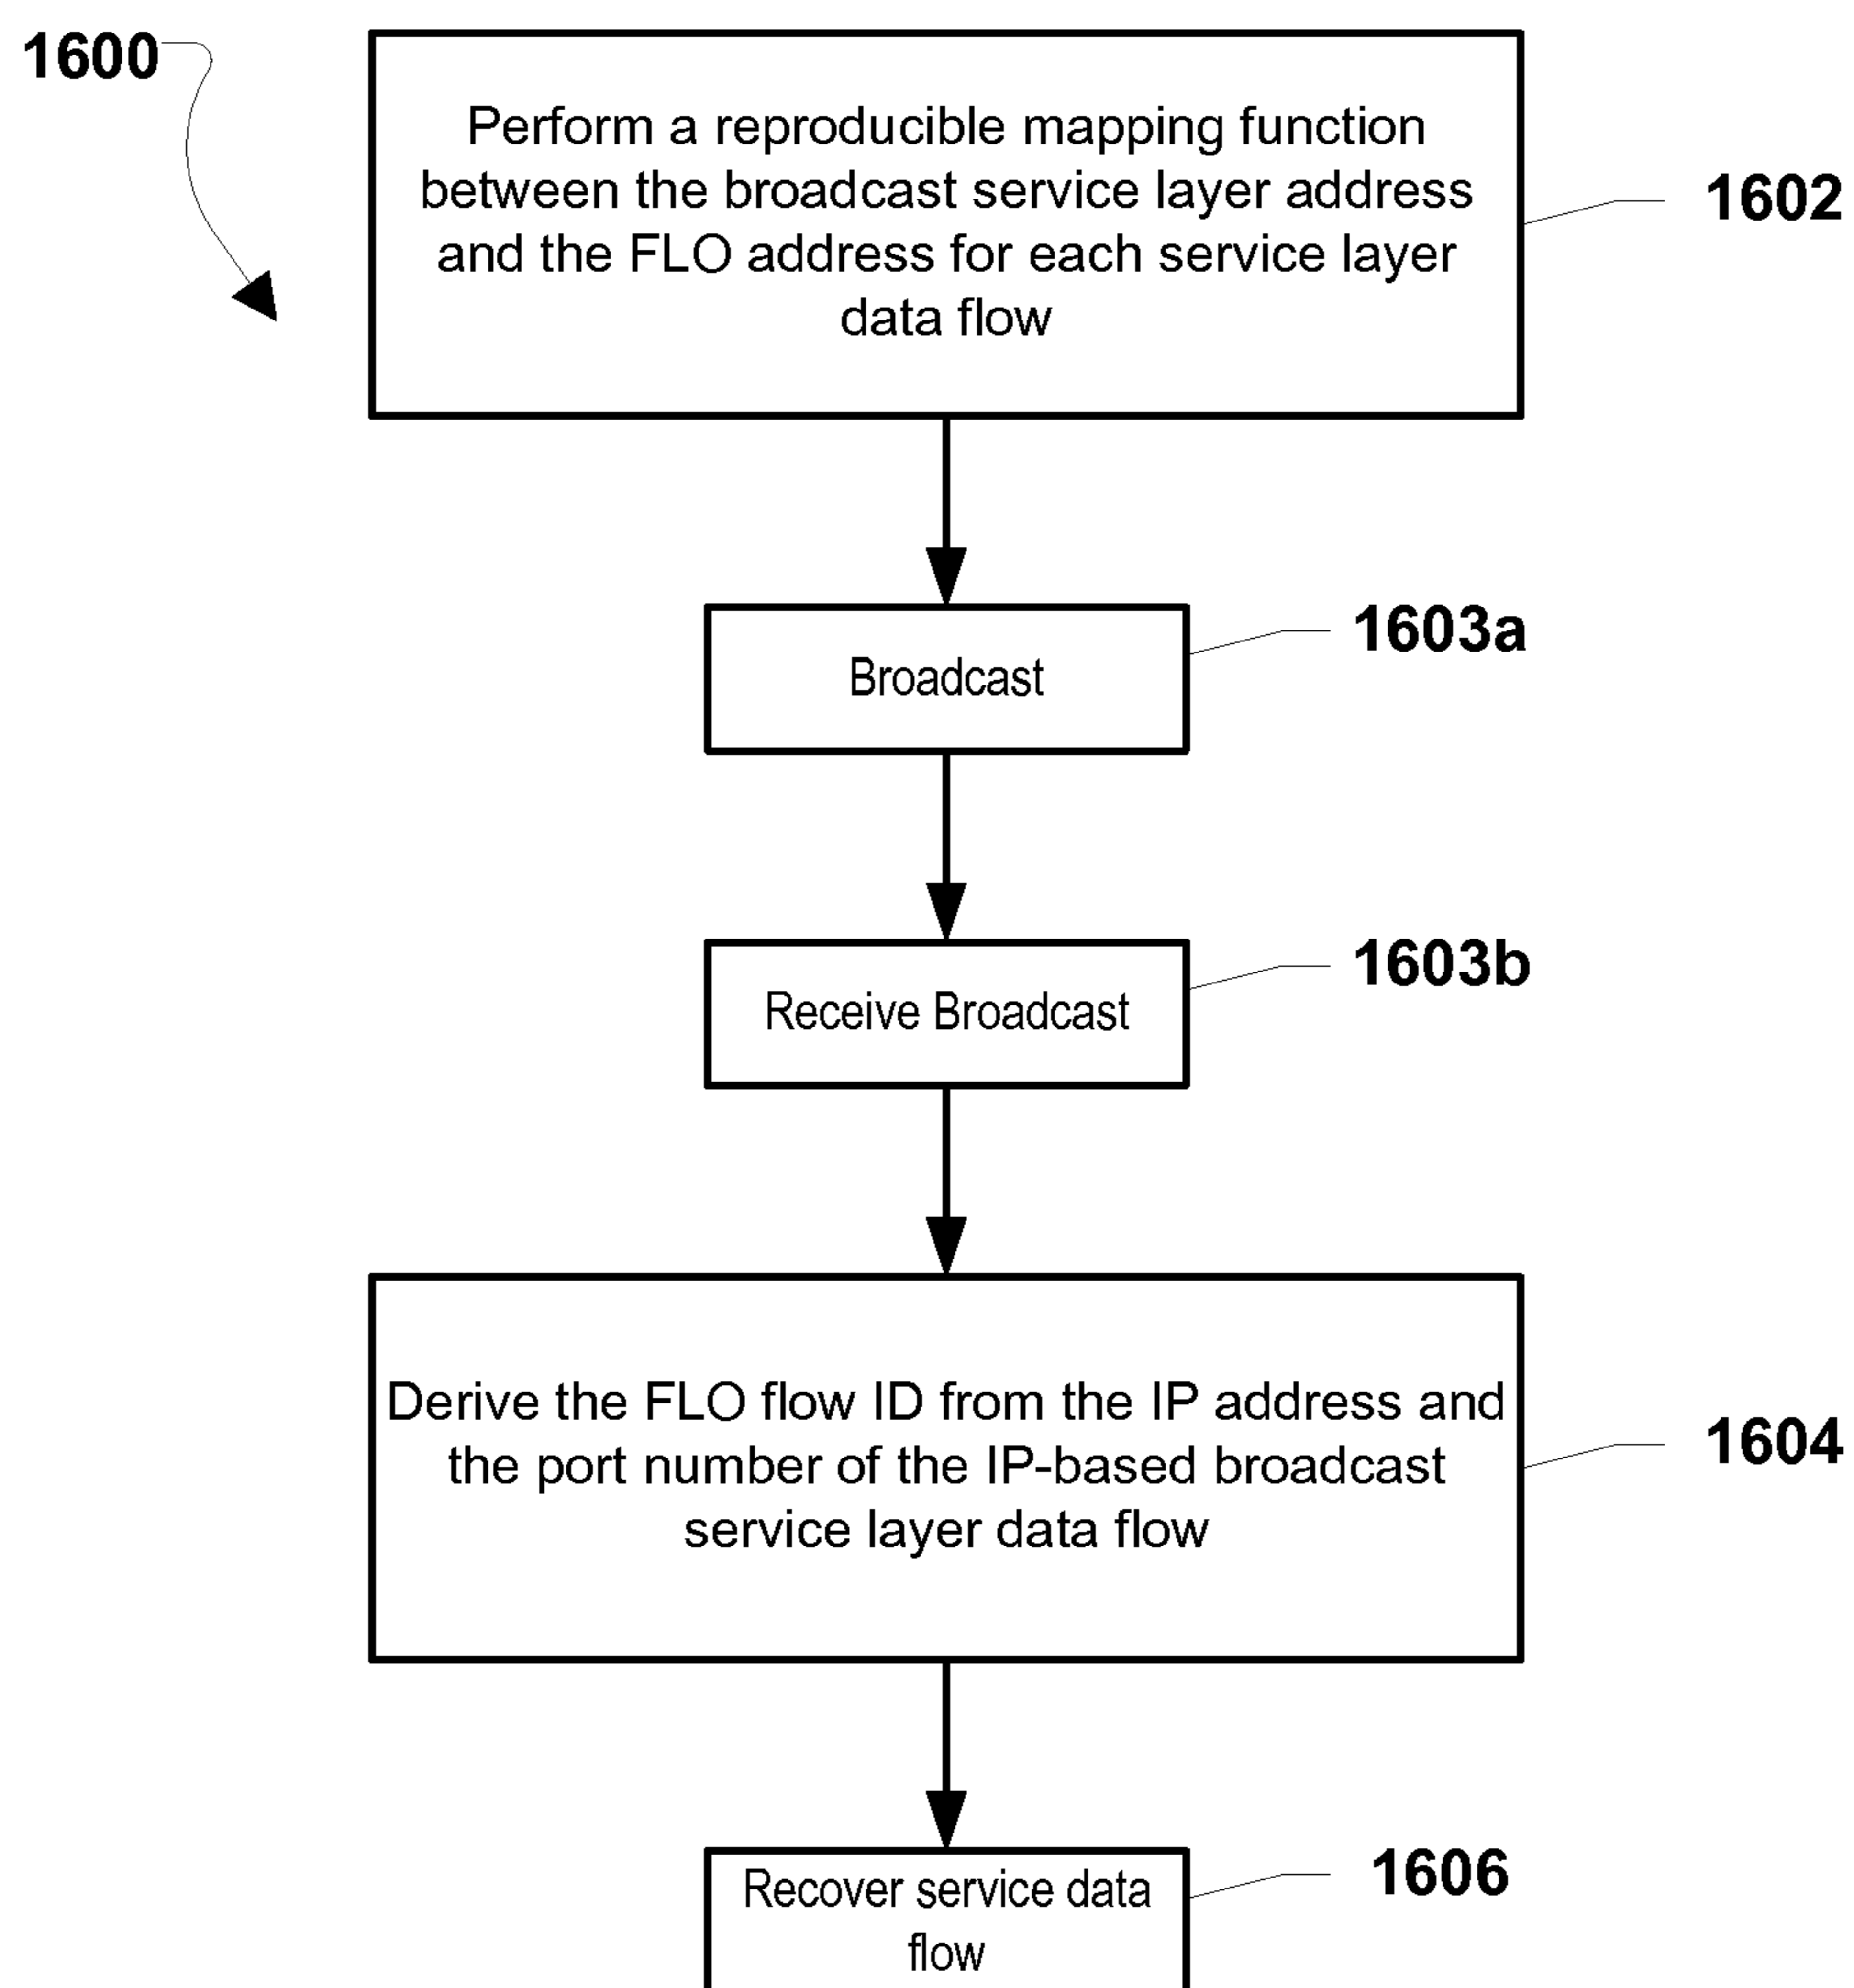 1600
Perform a reproducible mapping function
between the broadcast service layer address
and the FLO address for each service layer
data flow
1602
Broadcast
1603a
Receive Broadcast
1603b
Derive the FLO flow ID from the IP address and
the port number of the IP-based broadcast
service layer data flow
1604
Recover service data
flow
1606